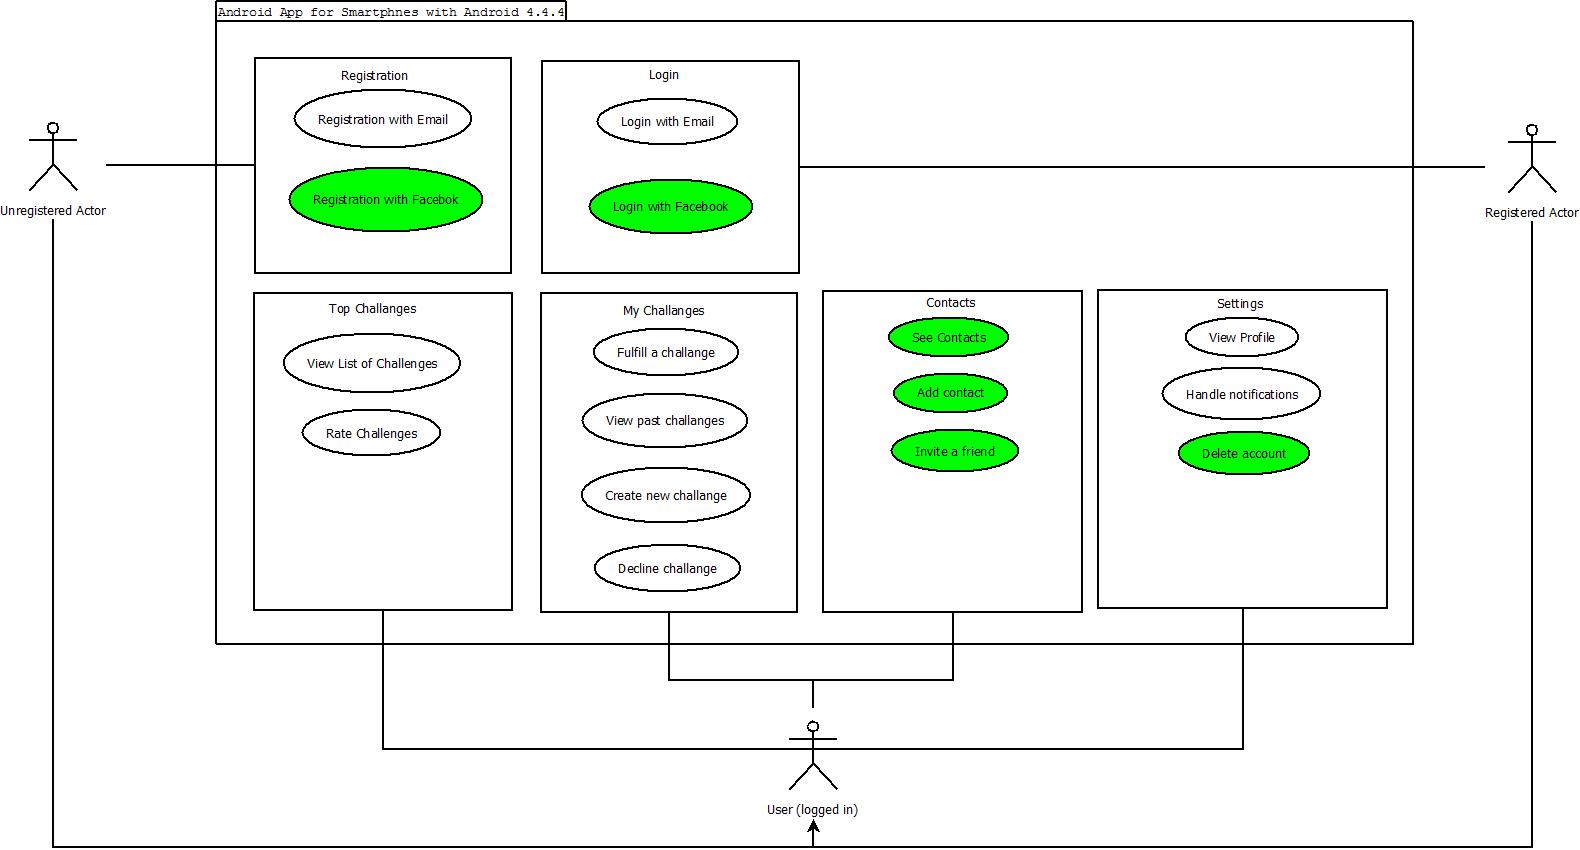 Android App for Smartphnes with Android 4.4.4
Registration
Registration with Email
Registration with Facebok
Login
Login with Email
Login with Facebook
Unregistered Actor
Registered Actor
Top Challanges
View List of Challenges
Rate Challenges
My Challanges
Fulfill a challange
View past challanges
Create new challange
Decline challange
Contacts
See Contacts
Add contact
Invite a friend
Settings
View Profile
Handle notifications
Delete account
User (logged in)